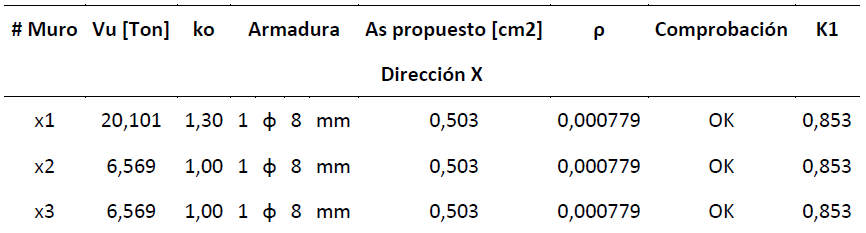 # Muro Vu [Ton] ko Armadura As propuesto [cm2] ρ Comprobación K1
Dirección X
x1 20,101 1,30 1 ϕ 8 mm 0,503 0,000779 OK 0,853
x2 6,569 1,00 1 ϕ 8 mm 0,503 0,000779 OK 0,853
x3 6,569 1,00 1 ϕ 8 mm 0,503 0,000779 OK 0,853